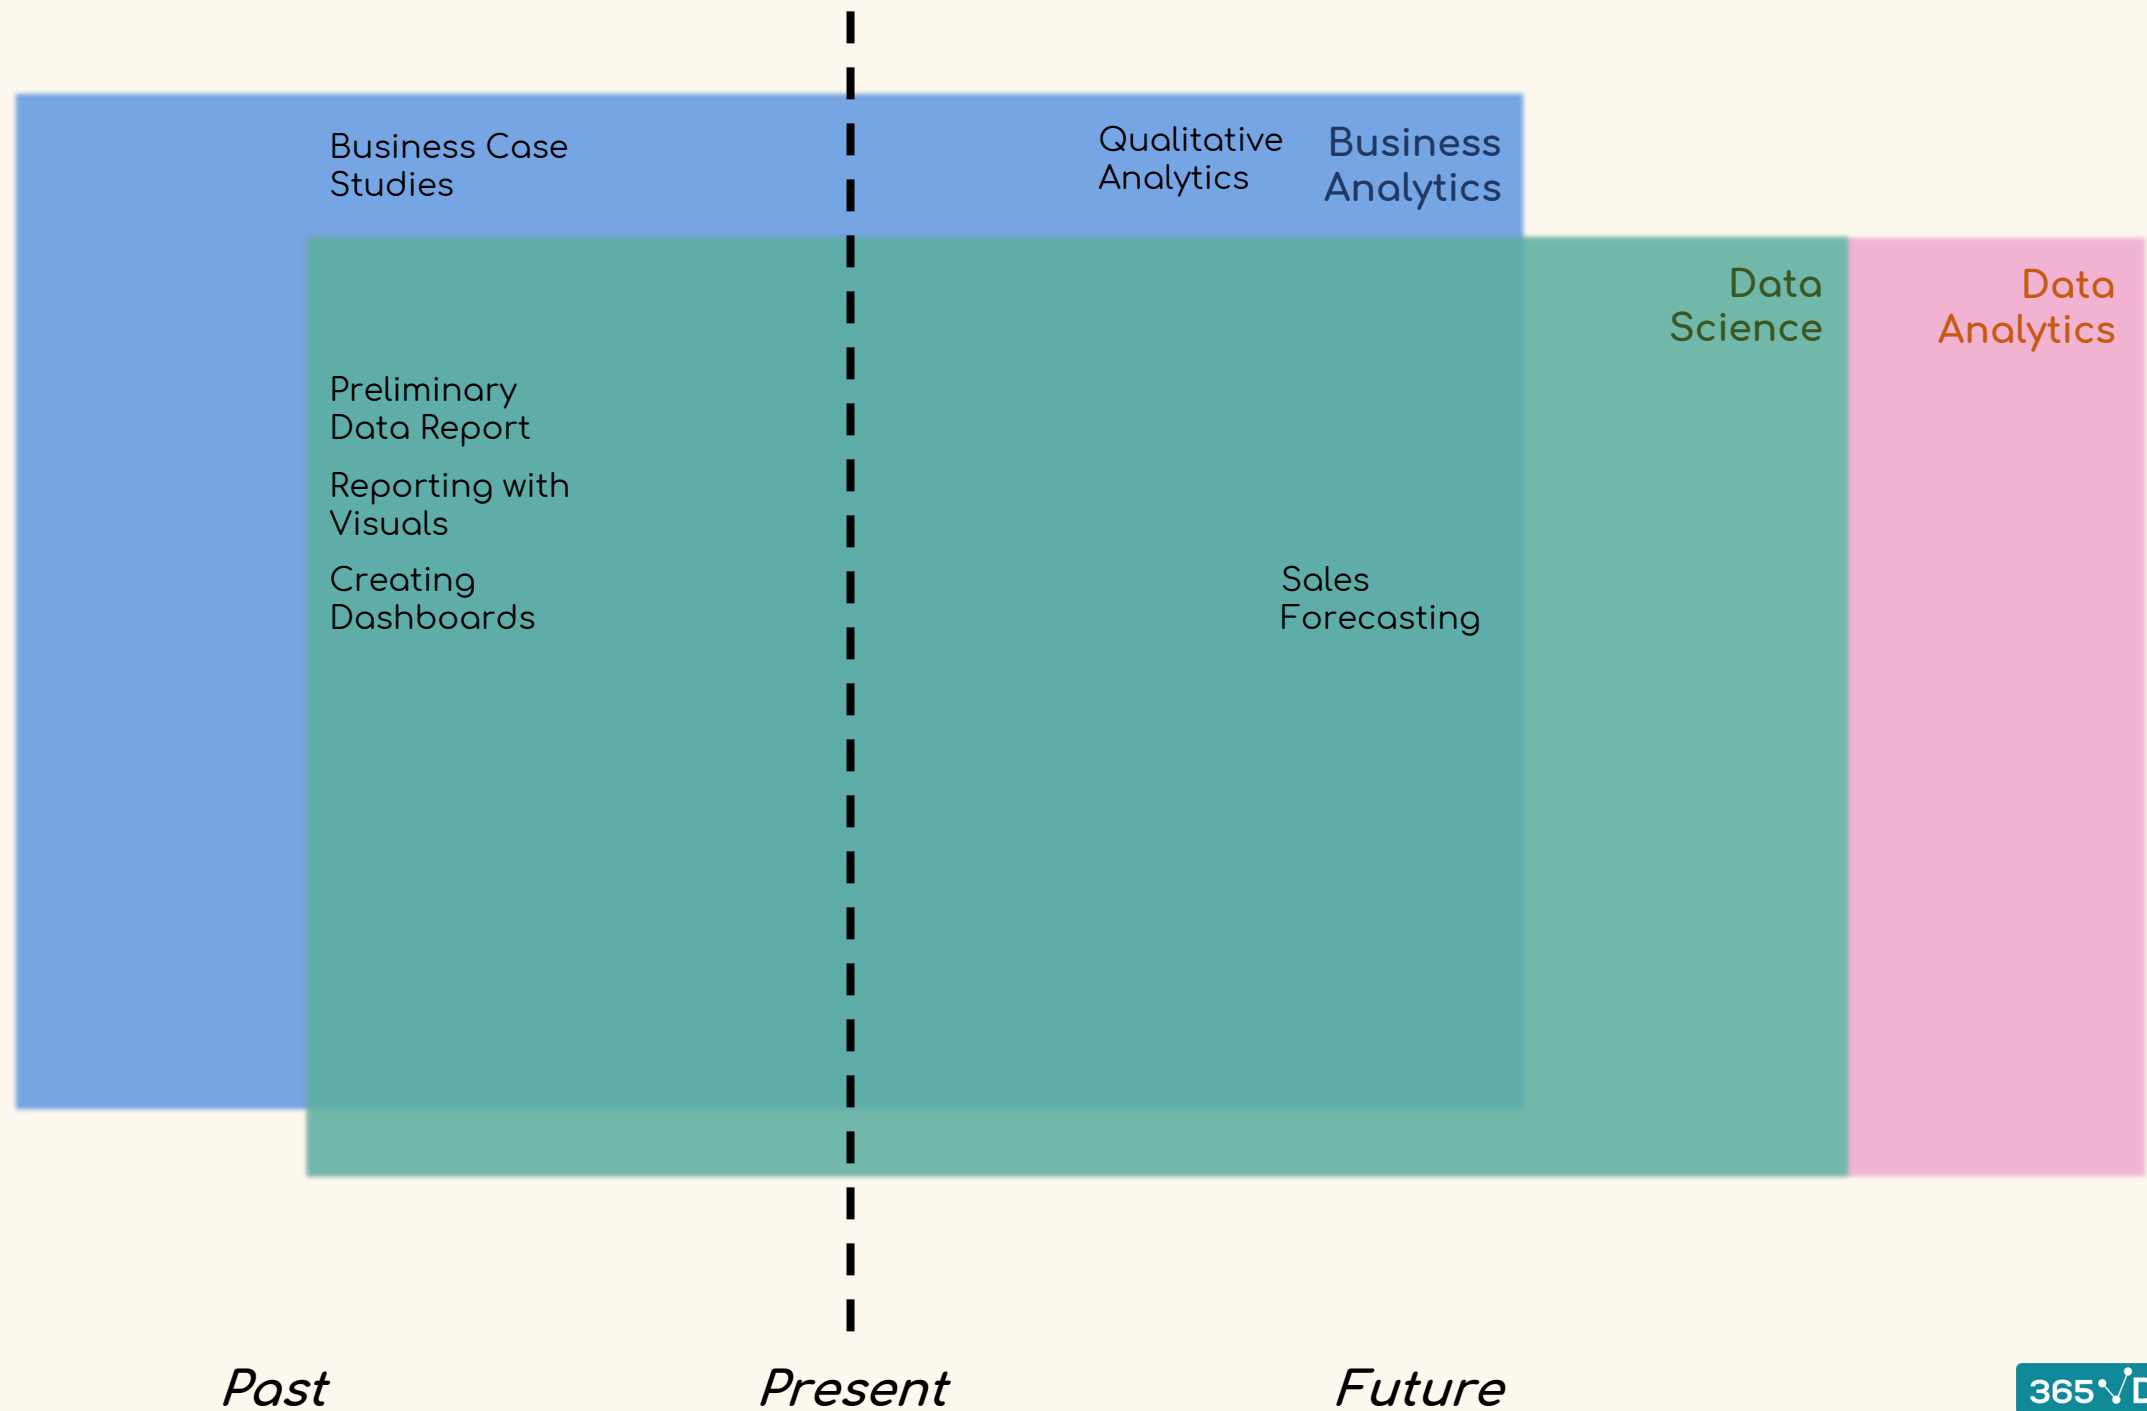 Business Case
Studies
Qualitative
Analytics
Business
Analytics
Data
Science
Data
Analytics
Preliminary
Data Report
Reporting with
Visuals
Creating
Dashboards
Sales
Forecasting
Past
Present
Future
365